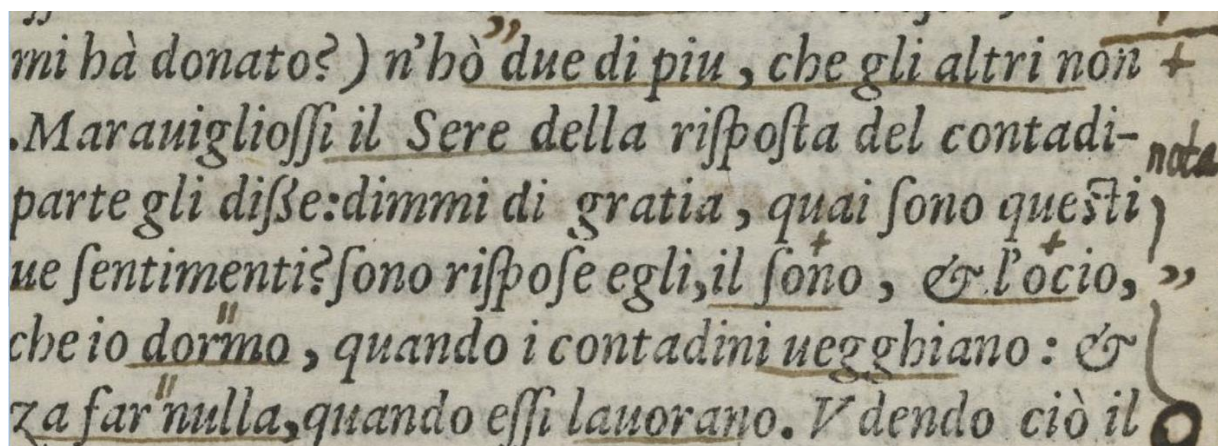 mi hà donato?) n'hò due di piu, che gli altri non +
.Marauigliossi il Sere della risposta del contadi-
nota
parte gli disse:dimmi di gratia, quai sono questi
ue sentimenti? sono rispose egli, il sono, & l'ocio,
che io dormo, quando i contadini uegghiano: &
za far nulla, quando essi lauorano. Vdendo ciò il